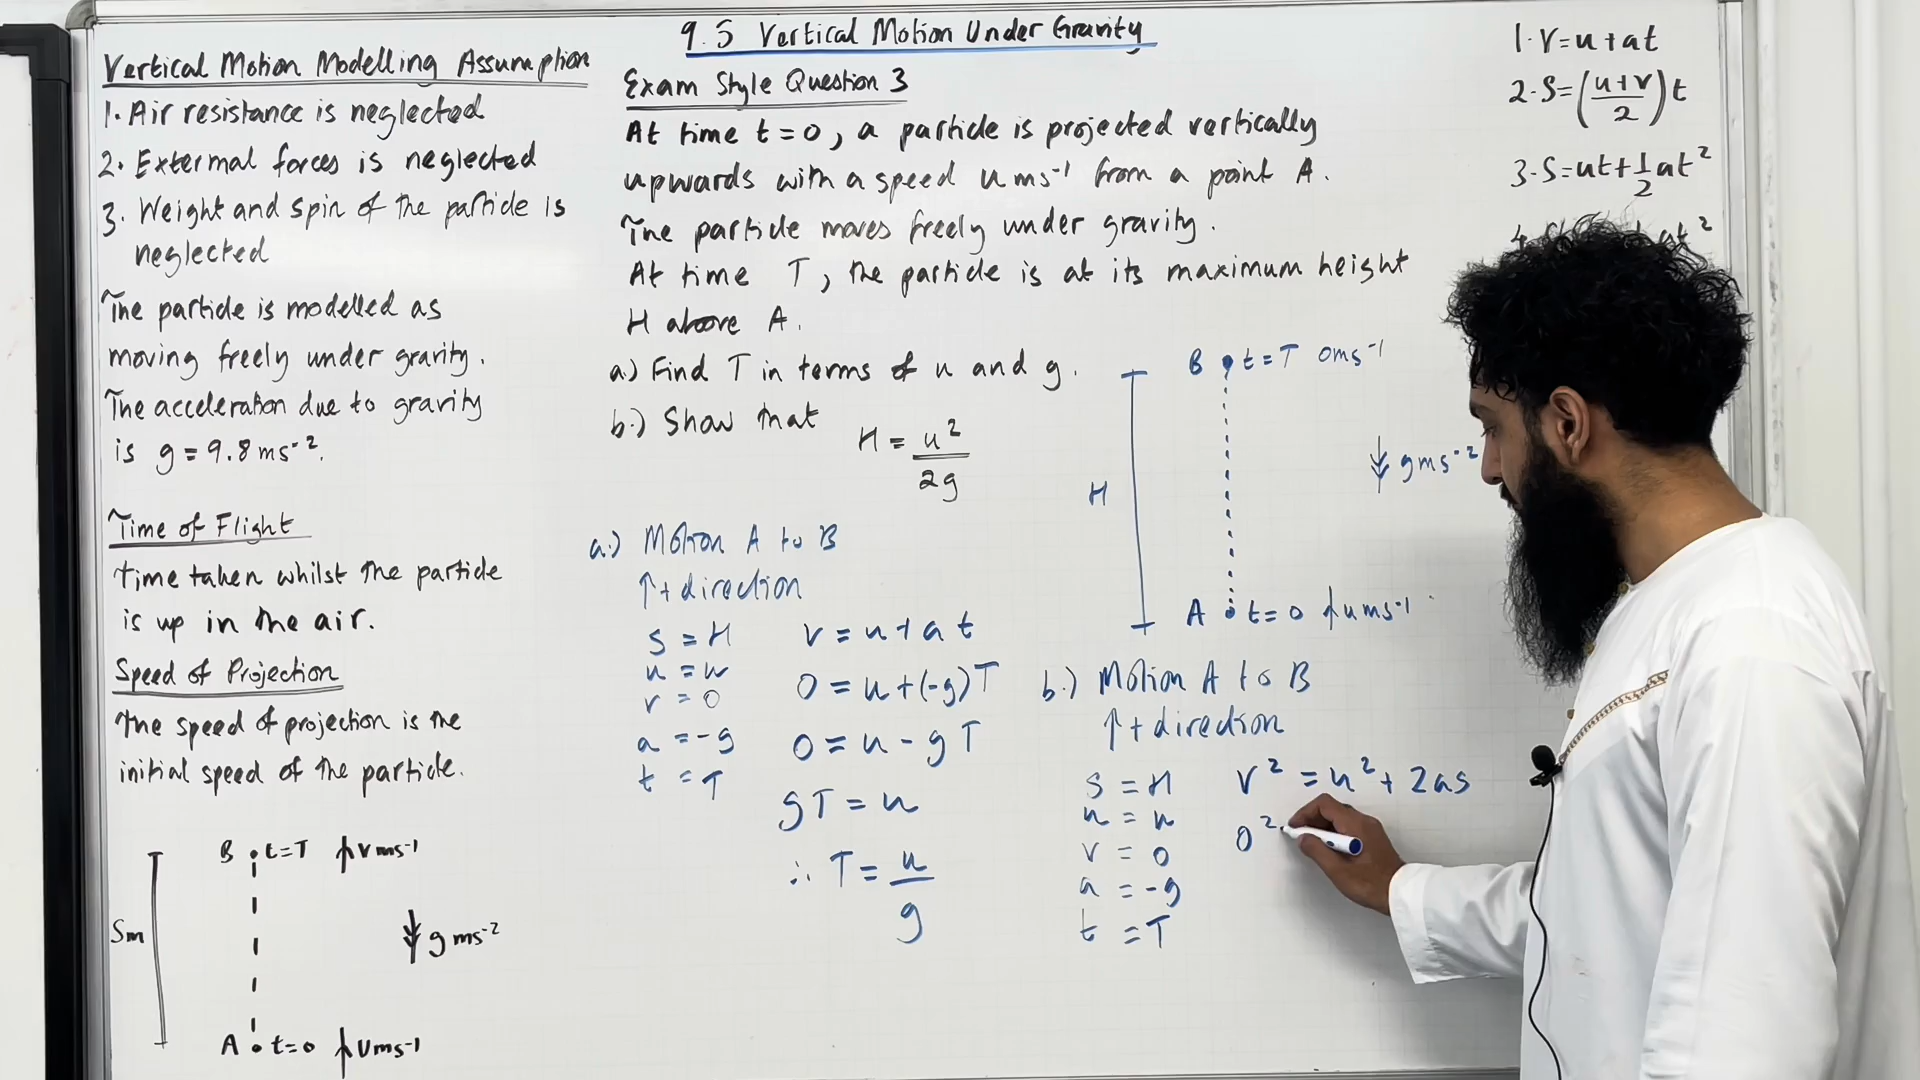 9.5 Vertical Motion Under Gravity
Vertical Motion Modelling Assumption
1. Air resistance is neglected
2. External forces is neglected
3. Weight and spin of the particle is
neglected
The particle is modelled as
moving freely under gravity.
The acceleration due to gravity
is g = 9.8 ms⁻².
Time of Flight
Time taken whilst the particle
is up in the air.
Speed of Projection
The speed of projection is the
initial speed of the particle.
B t=T Vms⁻¹
Sm
g ms⁻²
A t=0 Ums⁻¹
Exam Style Question 3
At time t = 0, a particle is projected vertically
upwards with a speed u ms⁻¹ from a point A.
The particle moves freely under gravity.
At time T, the particle is at its maximum height
H above A.
a.) Find T in terms of u and g.
b.) Show that
H = u²/2g
B t = T 0ms⁻¹
H
g ms⁻²
A t = 0 ums⁻¹
a.) Motion A to B
↑+ direction
s = H
u = u
v = 0
a = -g
t = T
v = u + at
0 = u + (-g)T
0 = u - gT
gT = u
∴ T = u/g
b.) Motion A to B
↑+ direction
s = H
u = u
v = 0
a = -g
t = T
v² = u² + 2as
0²
1. v = u + at
2. S = (u+v/2)t
3. S = ut + 1/2 at²
4. at²